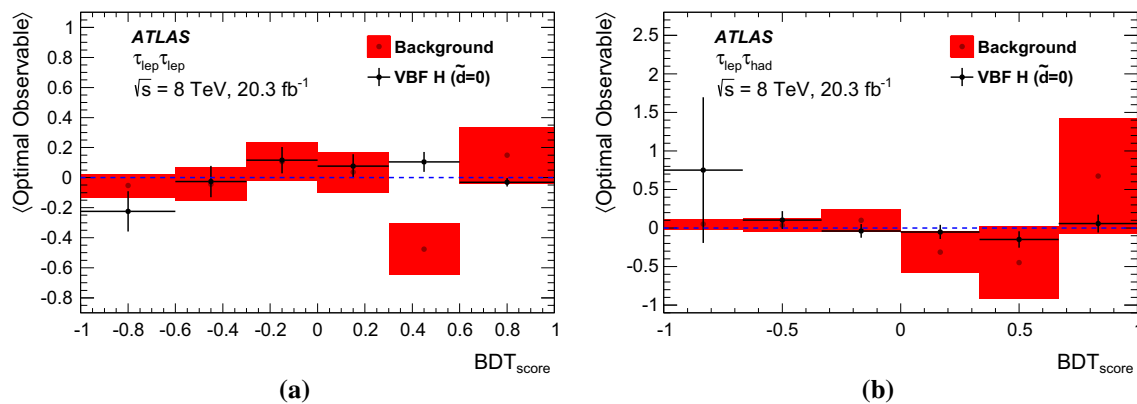 ⟨Optimal Observable⟩
1
0.8
0.6
0.4
0.2
0
-0.2
-0.4
-0.6
-0.8
ATLAS
τlepτlep
√s = 8 TeV, 20.3 fb⁻¹
Background
VBF H (d̃=0)
-1 -0.8 -0.6 -0.4 -0.2 0 0.2 0.4 0.6 0.8 1
BDTscore
(a)
⟨Optimal Observable⟩
2.5
2
1.5
1
0.5
0
-0.5
-1
ATLAS
τlepτhad
√s = 8 TeV, 20.3 fb⁻¹
Background
VBF H (d̃=0)
-1 -0.5 0 0.5 1
BDTscore
(b)